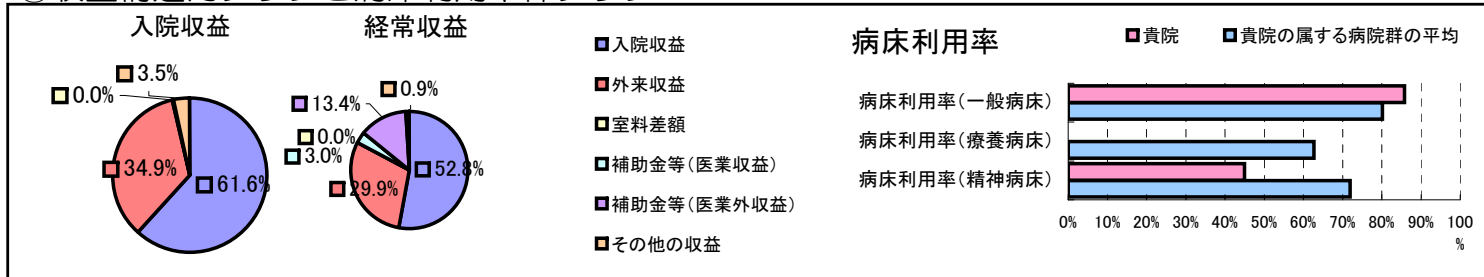 入院収益
3.5%
0.0%
34.9%
61.6%
経常収益
0.9%
13.4%
0.0%
3.0%
52.8%
29.9%
入院収益
外来収益
室料差額
補助金等(医業収益)
補助金等(医業外収益)
その他の収益
病床利用率
貴院
貴院の属する病院群の平均
病床利用率(一般病床)
病床利用率(療養病床)
病床利用率(精神病床)
0% 10% 20% 30% 40% 50% 60% 70% 80% 90% 100
%